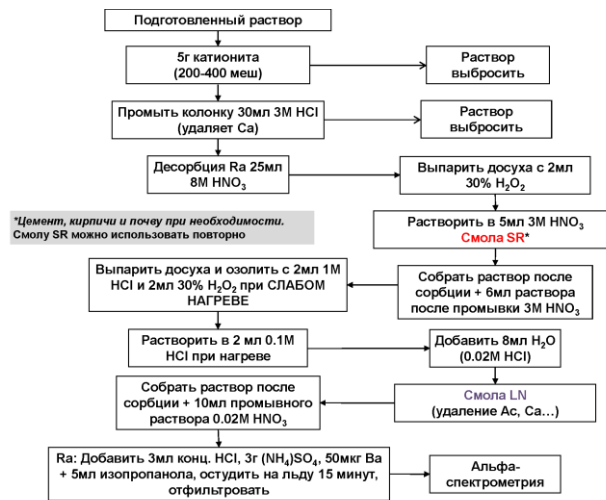 Подготовленный раствор
5г катионита
(200-400 меш)
Раствор
выбросить
Промыть колонку 30мл 3М HCl
(удаляет Ca)
Раствор
выбросить
Десорбция Ra 25мл
8М HNO₃
Выпарить досуха с 2мл
30% H₂O₂
*Цемент, кирпичи и почву при необходимости.
Смолу SR можно использовать повторно
Растворить в 5мл 3М HNO₃
Смола SR*
Выпарить досуха и озолить с 2мл 1М
HCl и 2мл 30% H₂O₂ при СЛАБОМ
НАГРЕВЕ
Собрать раствор после
сорбции + 6мл раствора
после промывки 3М HNO₃
Растворить в 2 мл 0.1М
HCl при нагреве
Добавить 8мл H₂O
(0.02М HCl)
Собрать раствор после
сорбции + 10мл промывного
раствора 0.02М HNO₃
Смола LN
(удаление Ac, Ca...)
Ra: Добавить 3мл конц. HCl, 3г (NH₄)SO₄, 50мкг Ba
+ 5мл изопропанола, остудить на льду 15 минут,
отфильтровать
Альфа-
спектрометрия